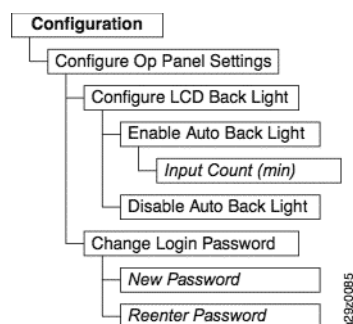 Configuration
Configure Op Panel Settings
Configure LCD Back Light
Enable Auto Back Light
Input Count (min)
Disable Auto Back Light
Change Login Password
New Password
Reenter Password